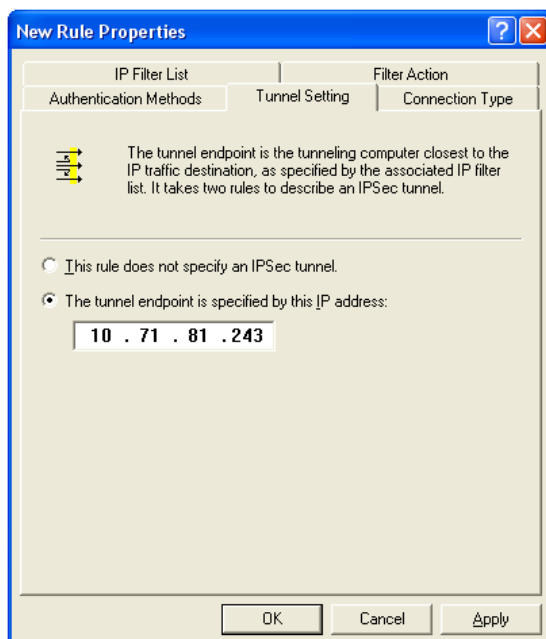 New Rule Properties
IP Filter List
Filter Action
Authentication Methods
Tunnel Setting
Connection Type
The tunnel endpoint is the tunneling computer closest to the
IP traffic destination, as specified by the associated IP filter
list. It takes two rules to describe an IPSec tunnel.
This rule does not specify an IPSec tunnel.
The tunnel endpoint is specified by this IP address:
10 . 71 . 81 . 243
OK
Cancel
Apply